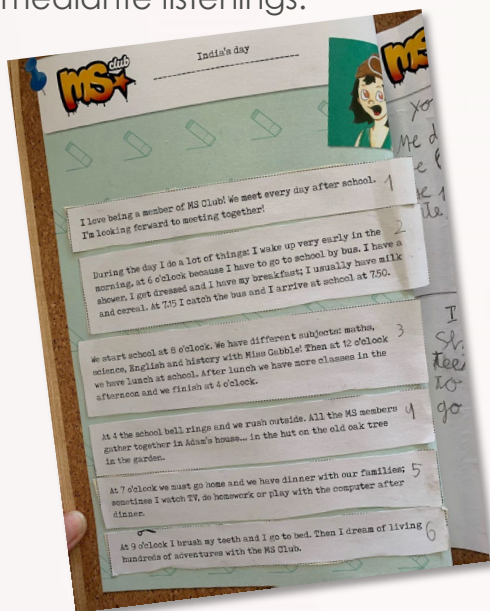 mediante listenings.
MS club
India's day
MS
I love being a member of MS Club! We meet every day after school.
I'm looking forward to meeting together!
1
During the day I do a lot of things: I wake up very early in the
morning, at 6 o'clock because I have to go to school by bus. I have a
shower, I get dressed and I have my breakfast; I usually have milk
and cereal. At 7.15 I catch the bus and I arrive at school at 7.50.
2
We start school at 8 o'clock. We have different subjects: maths,
science, English and history with Miss Gabble! Then at 12 o'clock
we have lunch at school. After lunch we have more classes in the
afternoon and we finish at 4 o'clock.
3
At 4 the school bell rings and we rush outside. All the MS members
gather together in Adam's house... in the hut on the old oak tree
in the garden.
4
At 7 o'clock we must go home and we have dinner with our families;
sometimes I watch TV, do homework or play with the computer after
dinner.
5
At 9 o'clock I brush my teeth and I go to bed. Then I dream of living
hundreds of adventures with the MS Club.
6
yo
Me d
I
to
go